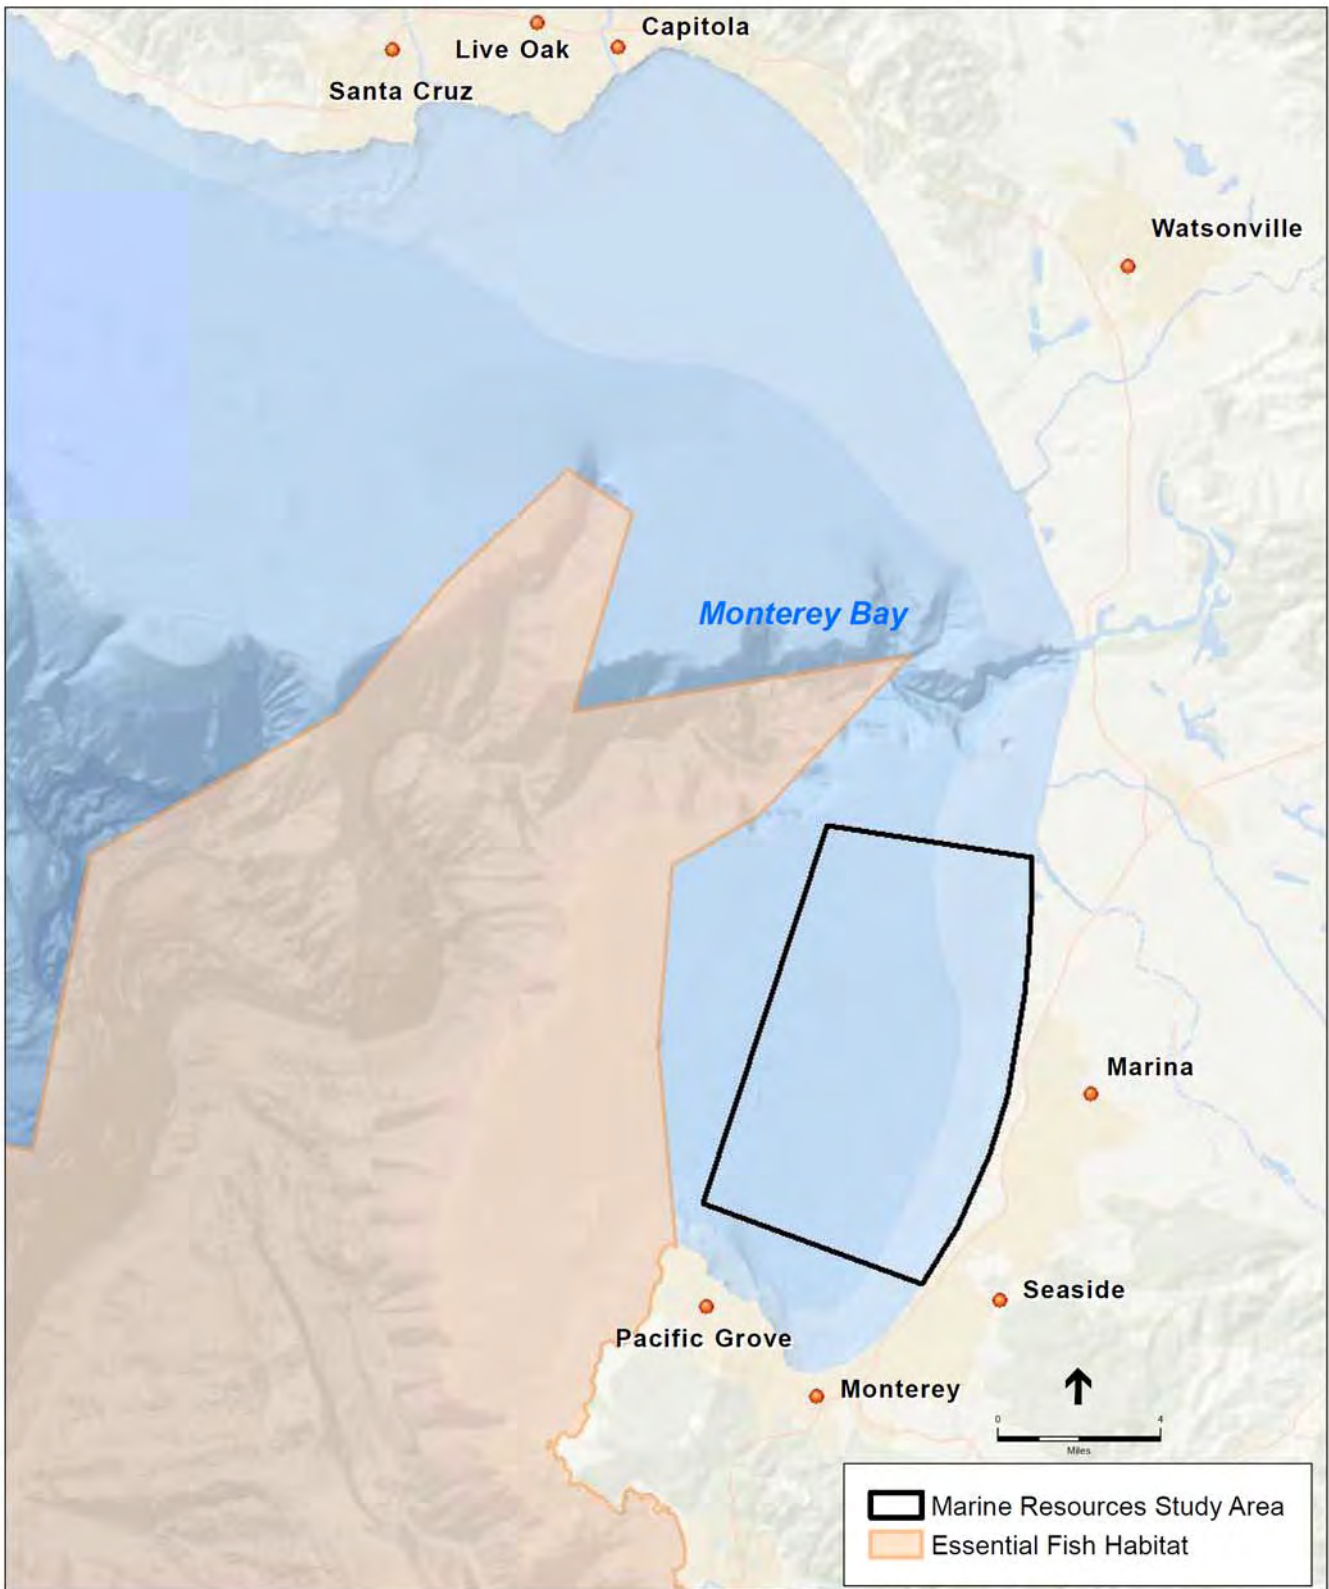 Capitola
Live Oak
Santa Cruz
Watsonville
Monterey Bay
Marina
Seaside
Pacific Grove
Monterey
0 4
Miles
Marine Resources Study Area
Essential Fish Habitat